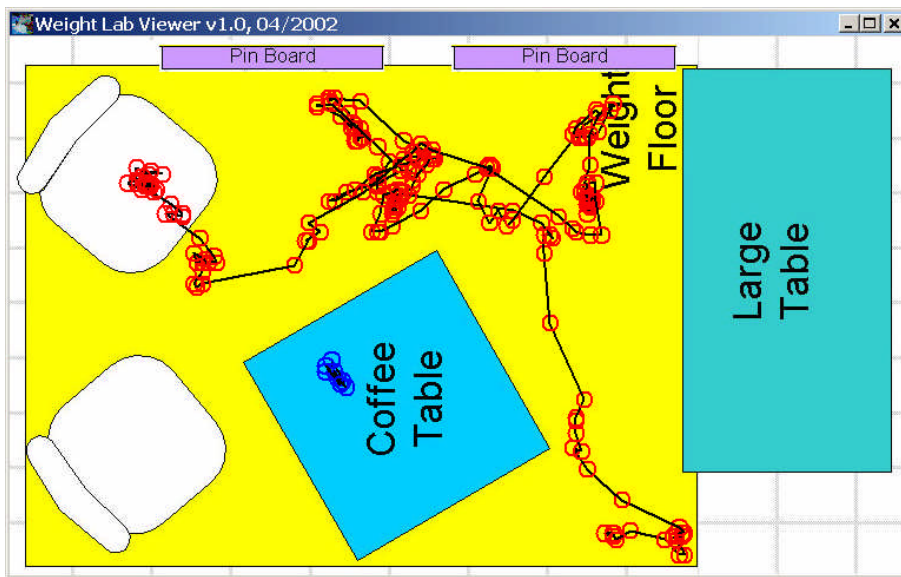 Weight Lab Viewer v1.0, 04/2002
Pin Board
Pin Board
Weight
Floor
Large
Table
Coffee
Table